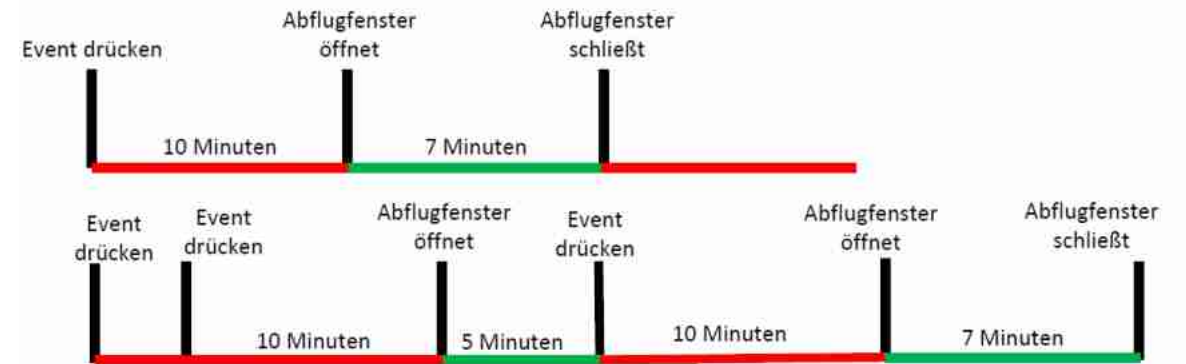 Abflugfenster
öffnet
Abflugfenster
schließt
Event drücken
10 Minuten
7 Minuten
Event
drücken
Event
drücken
Abflugfenster
öffnet
Event
drücken
Abflugfenster
öffnet
Abflugfenster
schließt
10 Minuten
5 Minuten
10 Minuten
7 Minuten